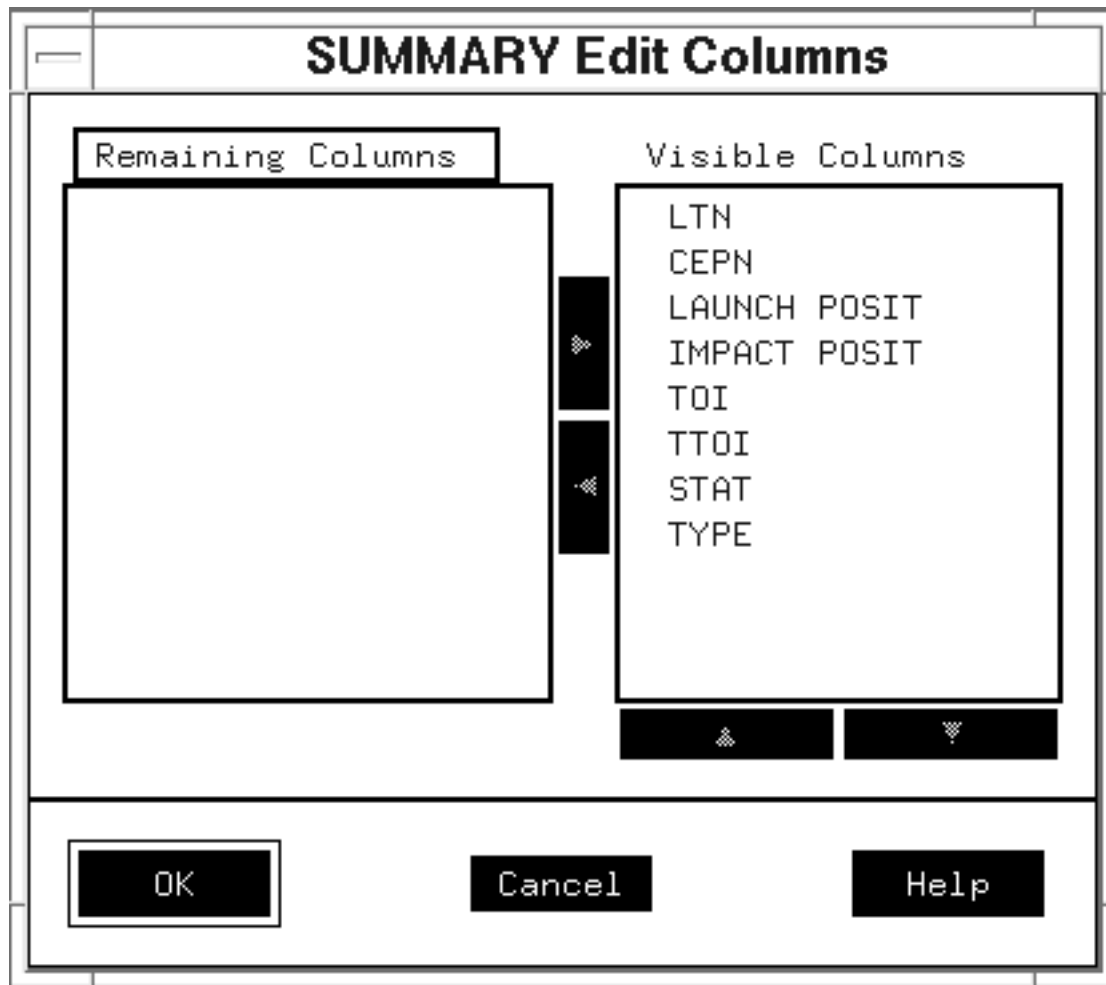 SUMMARY Edit Columns
Remaining Columns
Visible Columns
LTN
CEPN
LAUNCH POSIT
IMPACT POSIT
TOI
TTOI
STAT
TYPE
OK
Cancel
Help